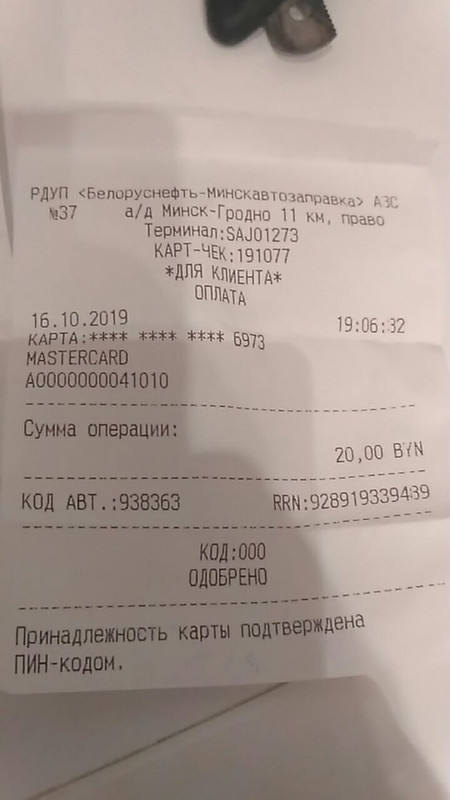 РДУП <Белоруснефть-Минскавтозаправка> АЗС
№37 а/д Минск-Гродно 11 км, право
Терминал:SAJ01273
КАРТ-ЧЕК:191077
*ДЛЯ КЛИЕНТА*
ОПЛАТА
16.10.2019 19:06:32
КАРТА:**** **** **** 6973
MASTERCARD
A0000000041010
Сумма операции:
20,00 BYN
КОД АВТ.:938363 RRN:928919339489
КОД:000
ОДОБРЕНО
Принадлежность карты подтверждена
ПИН-кодом.